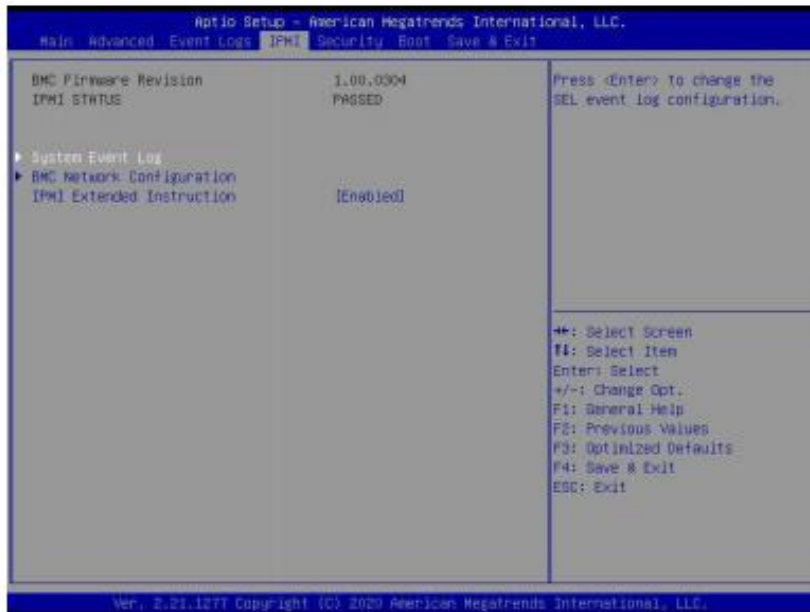 Aptio Setup - American Megatrends International, LLC.
Main Advanced Event Logs IPMI Security Boot Save & Exit
BMC Firmware Revision 1.00.0304
IPMI STATUS PASSED
System Event Log
BMC Network Configuration
IPMI Extended Instruction [Enabled]
Press <Enter> to change the
SEL event log configuration.
→←: Select Screen
↑↓: Select Item
Enter: Select
+/-: Change Opt.
F1: General Help
F2: Previous Values
F3: Optimized Defaults
F4: Save & Exit
ESC: Exit
Ver. 2.21.1277 Copyright (C) 2020 American Megatrends International, LLC.